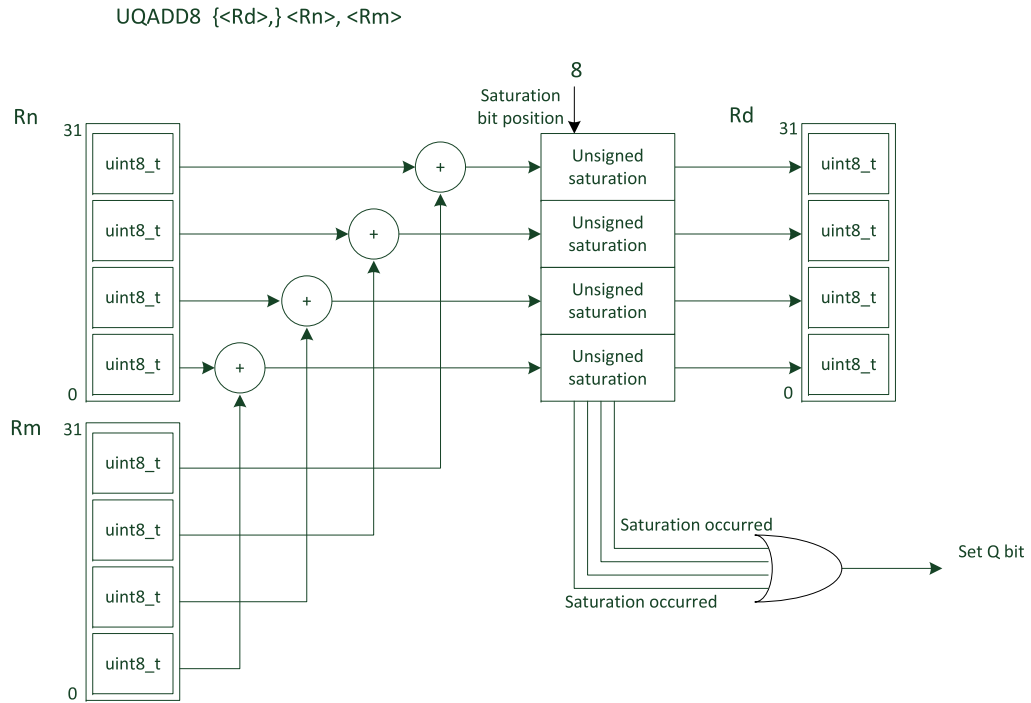 UQADD8 {<Rd>,} <Rn>, <Rm>
8
Saturation
bit position
Rn
31
uint8_t
uint8_t
uint8_t
uint8_t
0
+
+
+
+
Unsigned
saturation
Unsigned
saturation
Unsigned
saturation
Unsigned
saturation
Rd
31
uint8_t
uint8_t
uint8_t
uint8_t
0
Rm
31
uint8_t
uint8_t
uint8_t
uint8_t
0
Saturation occurred
Saturation occurred
Set Q bit